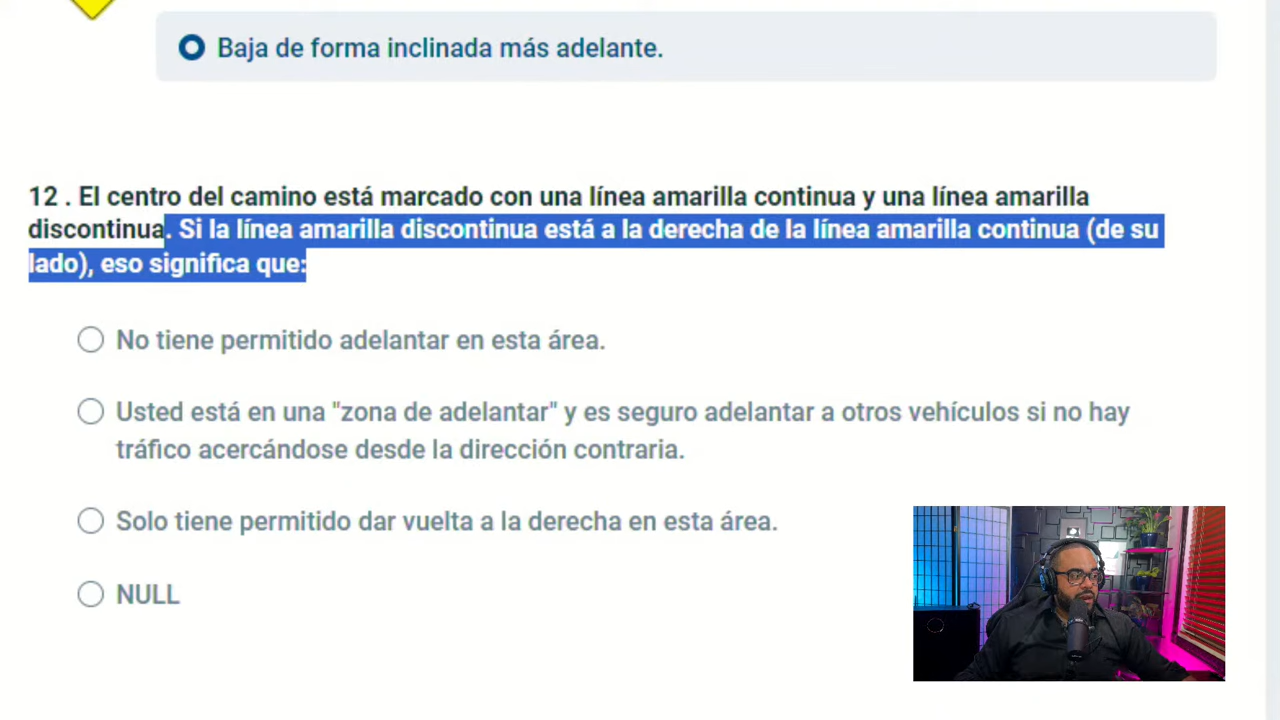 Baja de forma inclinada más adelante.
12 . El centro del camino está marcado con una línea amarilla continua y una línea amarilla
discontinua. Si la línea amarilla discontinua está a la derecha de la línea amarilla continua (de su
lado), eso significa que:
No tiene permitido adelantar en esta área.
Usted está en una "zona de adelantar" y es seguro adelantar a otros vehículos si no hay
tráfico acercándose desde la dirección contraria.
Solo tiene permitido dar vuelta a la derecha en esta área.
NULL